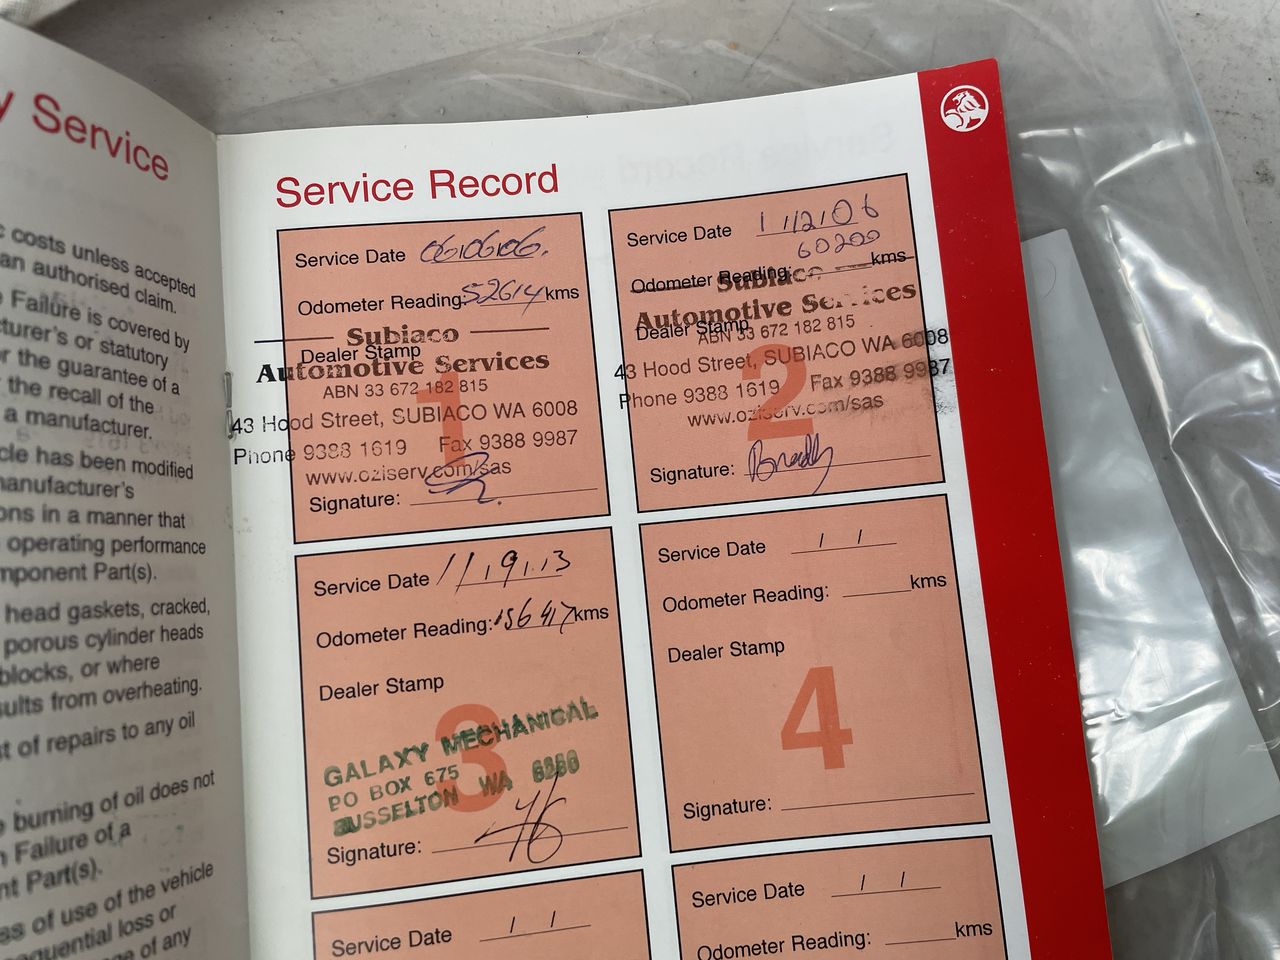 y Service
c costs unless accepted
an authorised claim.
e Failure is covered by
cturer's or statutory
or the guarantee of a
the recall of the
a manufacturer.
cle has been modified
manufacturer's
ons in a manner that
operating performance
mponent Part(s).
head gaskets, cracked,
porous cylinder heads
blocks, or where
sults from overheating.
st of repairs to any oil
burning of oil does not
n Failure of a
nt Part(s).
ss of use of the vehicle
sequential loss or
nge of any
Service Record
Service Date 06.06.06.
Odometer Reading: 52614 kms
Subiaco
Dealer Stamp
Automotive Services
ABN 33 672 182 815
43 Hood Street, SUBIACO WA 6008
Phone 9388 1619 Fax 9388 9987
www.oziserv.com/sas
Signature:
1
Service Date 1/12/06
60200
Odometer Reading: kms
Subiaco
Automotive Services
Dealer Stamp
ABN 33 672 182 815
43 Hood Street, SUBIACO WA 6008
Phone 9388 1619 Fax 9388 9987
www.oziserv.com/sas
Signature: Bradly
2
Service Date 11.9.13
Odometer Reading: kms
Dealer Stamp
3
GALAXY MECHANICAL
PO BOX 675
BUSSELTON WA 6280
Signature:
Service Date / /
Odometer Reading: kms
Dealer Stamp
4
Signature:
Service Date / /
Service Date / /
Odometer Reading: kms